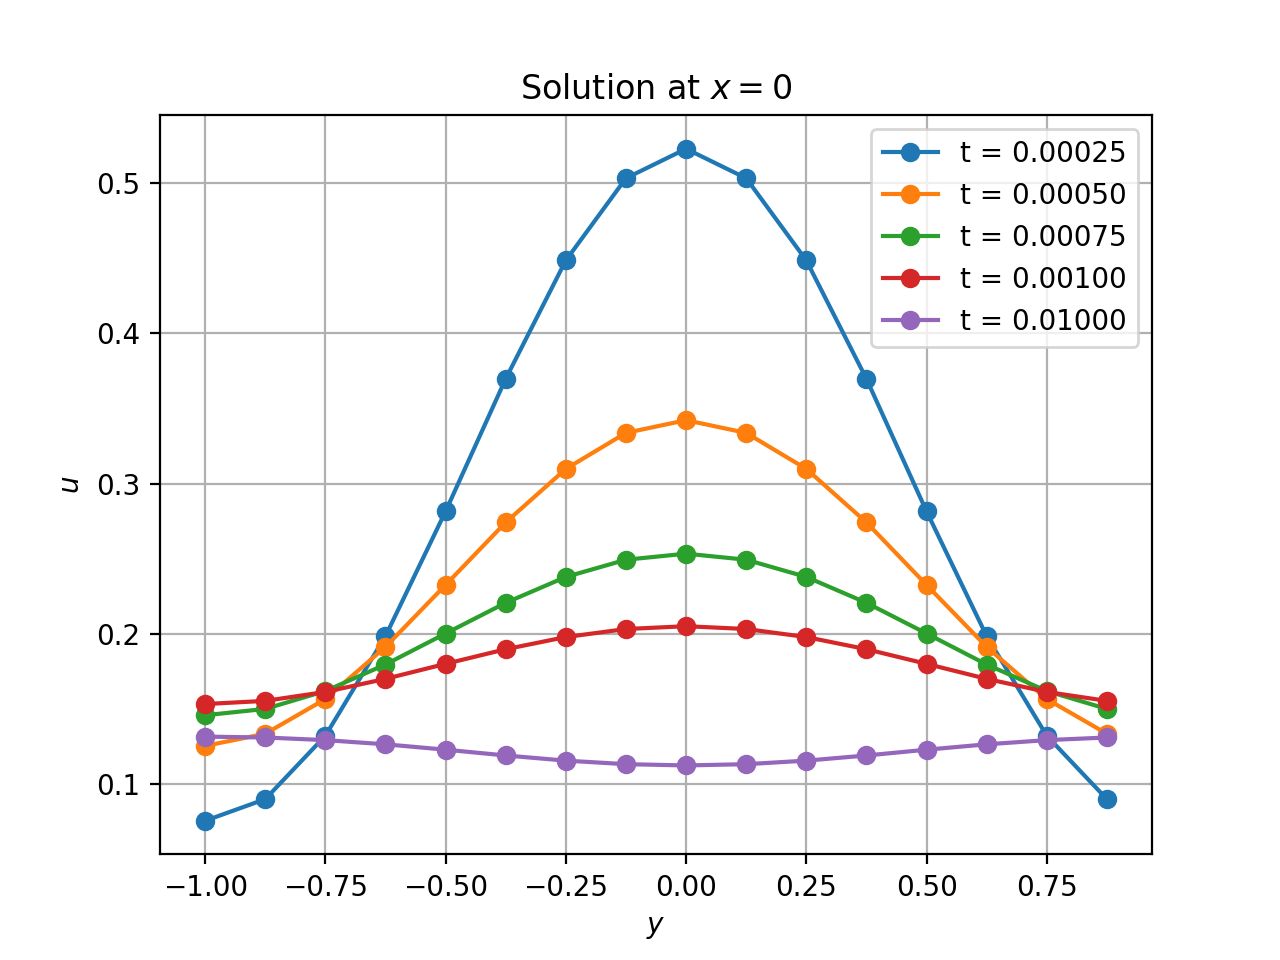 Solution at x = 0
t = 0.00025
t = 0.00050
t = 0.00075
t = 0.00100
t = 0.01000
0.5
0.4
0.3
0.2
0.1
u
−1.00 −0.75 −0.50 −0.25 0.00 0.25 0.50 0.75
y